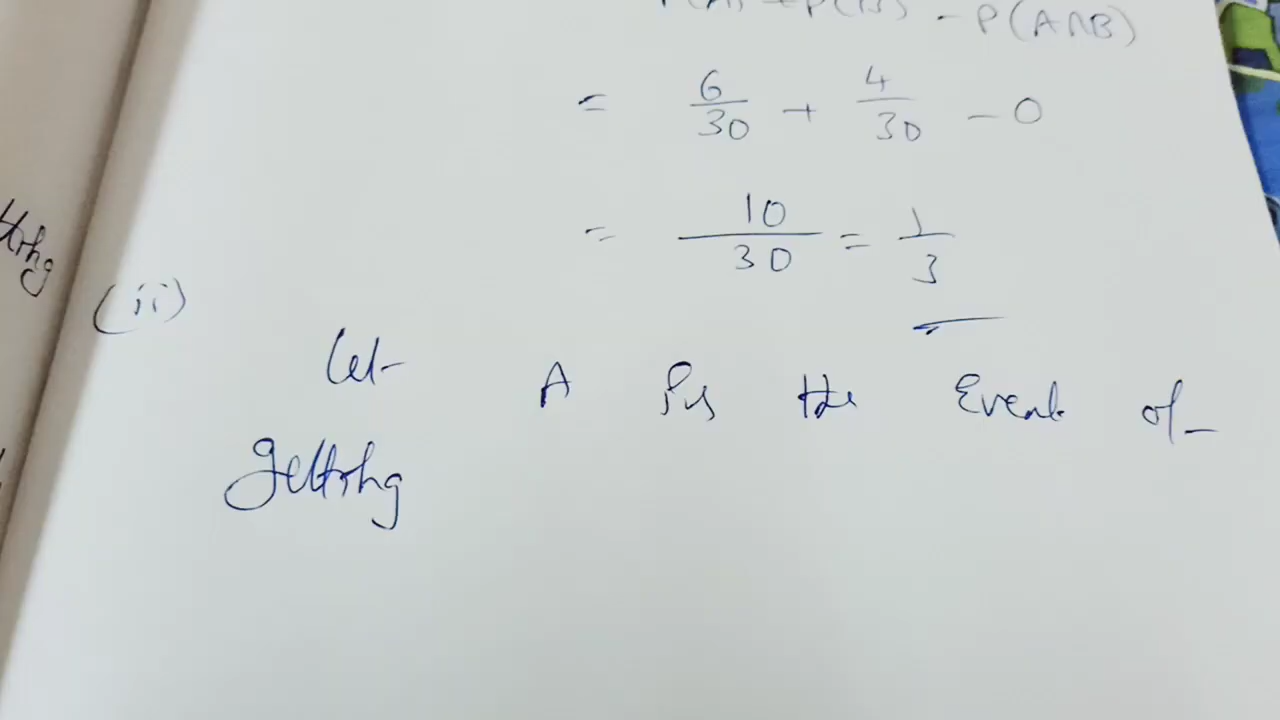 P(A) + P(B) - P(A∩B)
= 6/30 + 4/30 - 0
= 10/30 = 1/3
(ii)
Let A is the Event of
getting